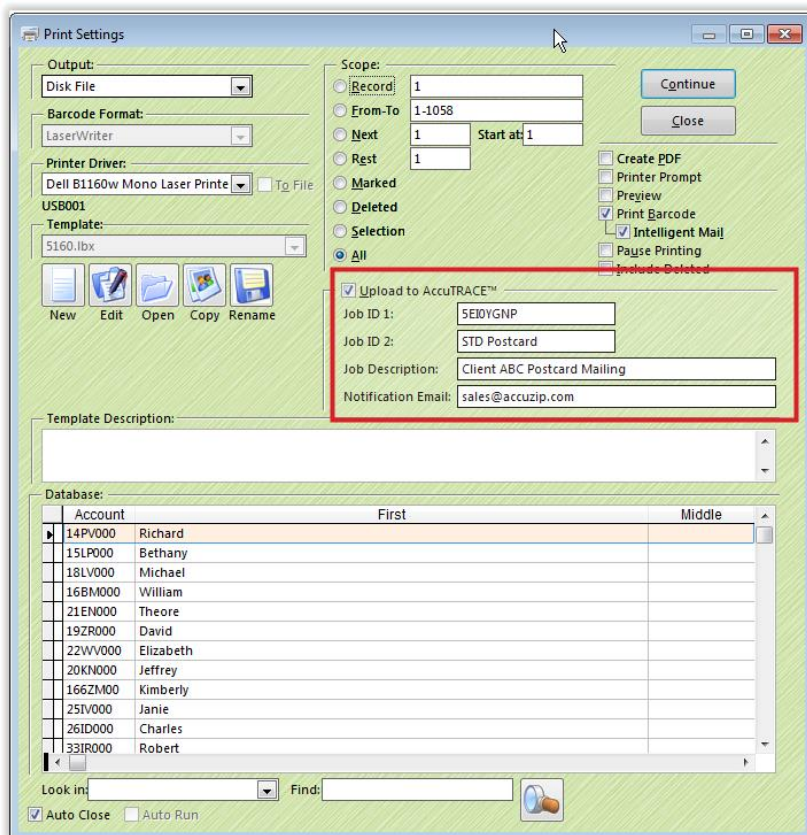 Print Settings
Output:
Disk File
Barcode Format:
LaserWriter
Printer Driver:
Dell B1160w Mono Laser Printe
To File
USB001
Template:
5160.lbx
New Edit Open Copy Rename
Scope:
Record 1
From-To 1-1058
Next 1 Start at: 1
Rest 1
Marked
Deleted
Selection
All
Continue
Close
Create PDF
Printer Prompt
Preview
Print Barcode
Intelligent Mail
Pause Printing
Include Deleted
Upload to AccuTRACE™
Job ID 1: 5EI0YGNP
Job ID 2: STD Postcard
Job Description: Client ABC Postcard Mailing
Notification Email: sales@accuzip.com
Template Description:
Database:
Account First Middle
14PV000 Richard
15LP000 Bethany
18LV000 Michael
16BM000 William
21EN000 Theore
19ZR000 David
22WV000 Elizabeth
20KN000 Jeffrey
166ZM00 Kimberly
25IV000 Janie
26ID000 Charles
33IR000 Robert
Look in: Find:
Auto Close Auto Run